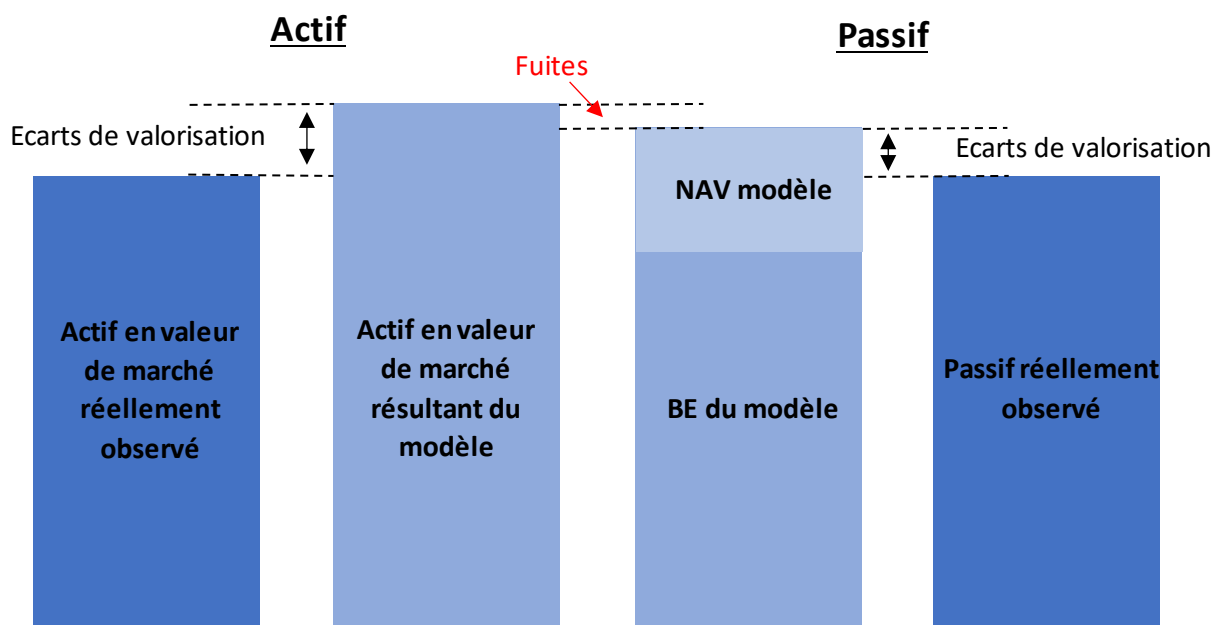 Actif
Passif
Fuites
Ecarts de valorisation
Ecarts de valorisation
Actif en valeur
de marché
réellement
observé
Actif en valeur
de marché
résultant du
modèle
NAV modèle
BE du modèle
Passif réellement
observé